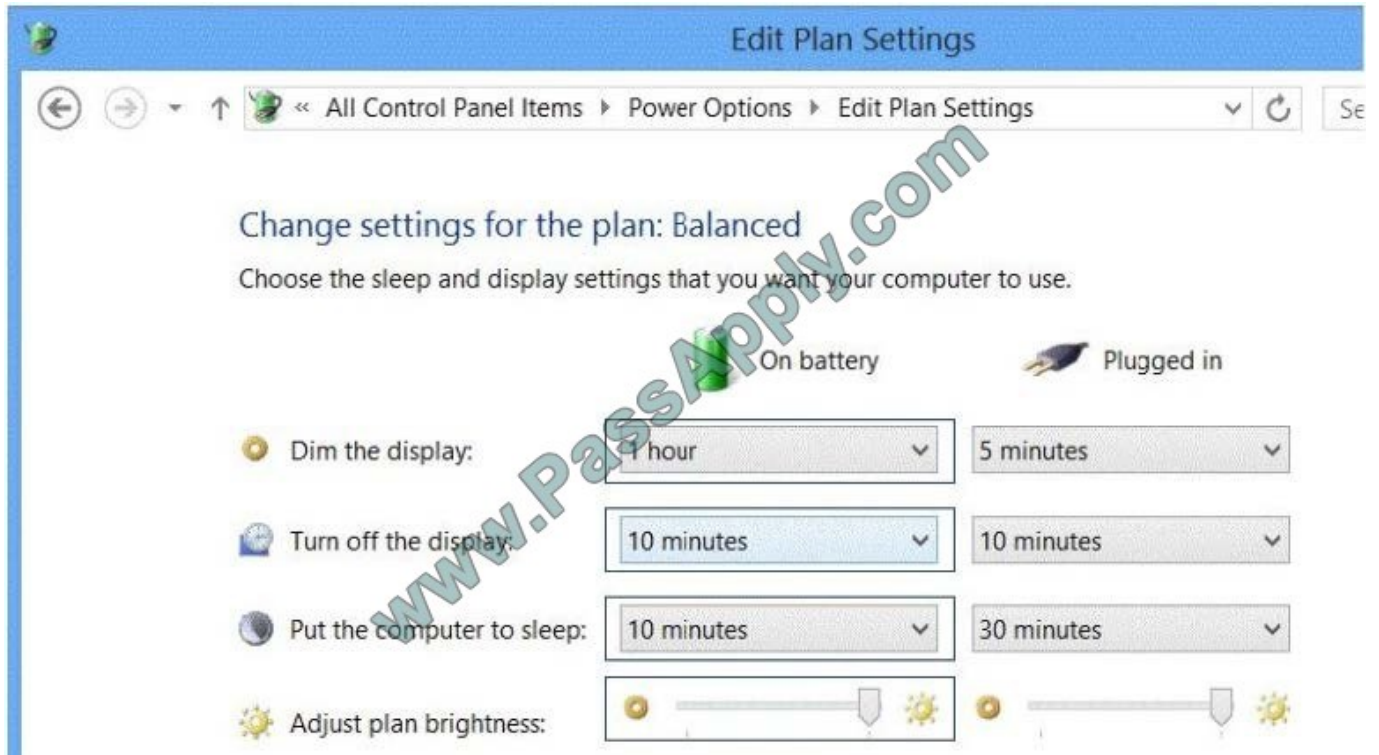 Edit Plan Settings
« All Control Panel Items ▸ Power Options ▸ Edit Plan Settings
Se
Change settings for the plan: Balanced
Choose the sleep and display settings that you want your computer to use.
On battery
Plugged in
Dim the display:
1 hour
5 minutes
Turn off the display:
10 minutes
10 minutes
Put the computer to sleep:
10 minutes
30 minutes
Adjust plan brightness:
www.PassApply.com